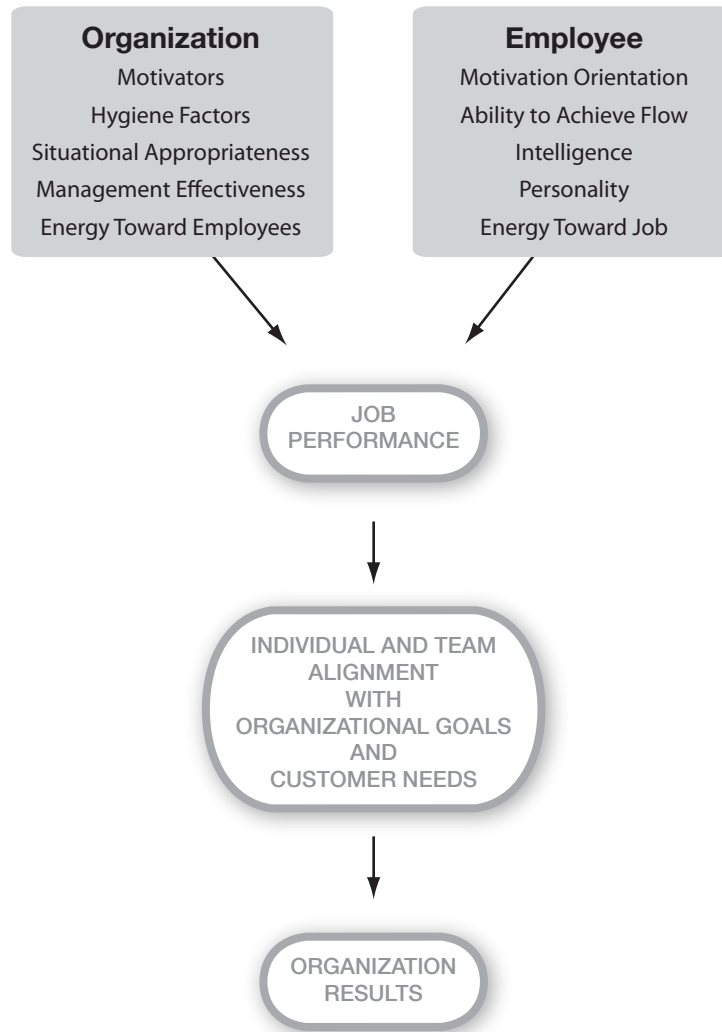 Organization
Motivators
Hygiene Factors
Situational Appropriateness
Management Effectiveness
Energy Toward Employees
Employee
Motivation Orientation
Ability to Achieve Flow
Intelligence
Personality
Energy Toward Job
JOB
PERFORMANCE
INDIVIDUAL AND TEAM
ALIGNMENT
WITH
ORGANIZATIONAL GOALS
AND
CUSTOMER NEEDS
ORGANIZATION
RESULTS